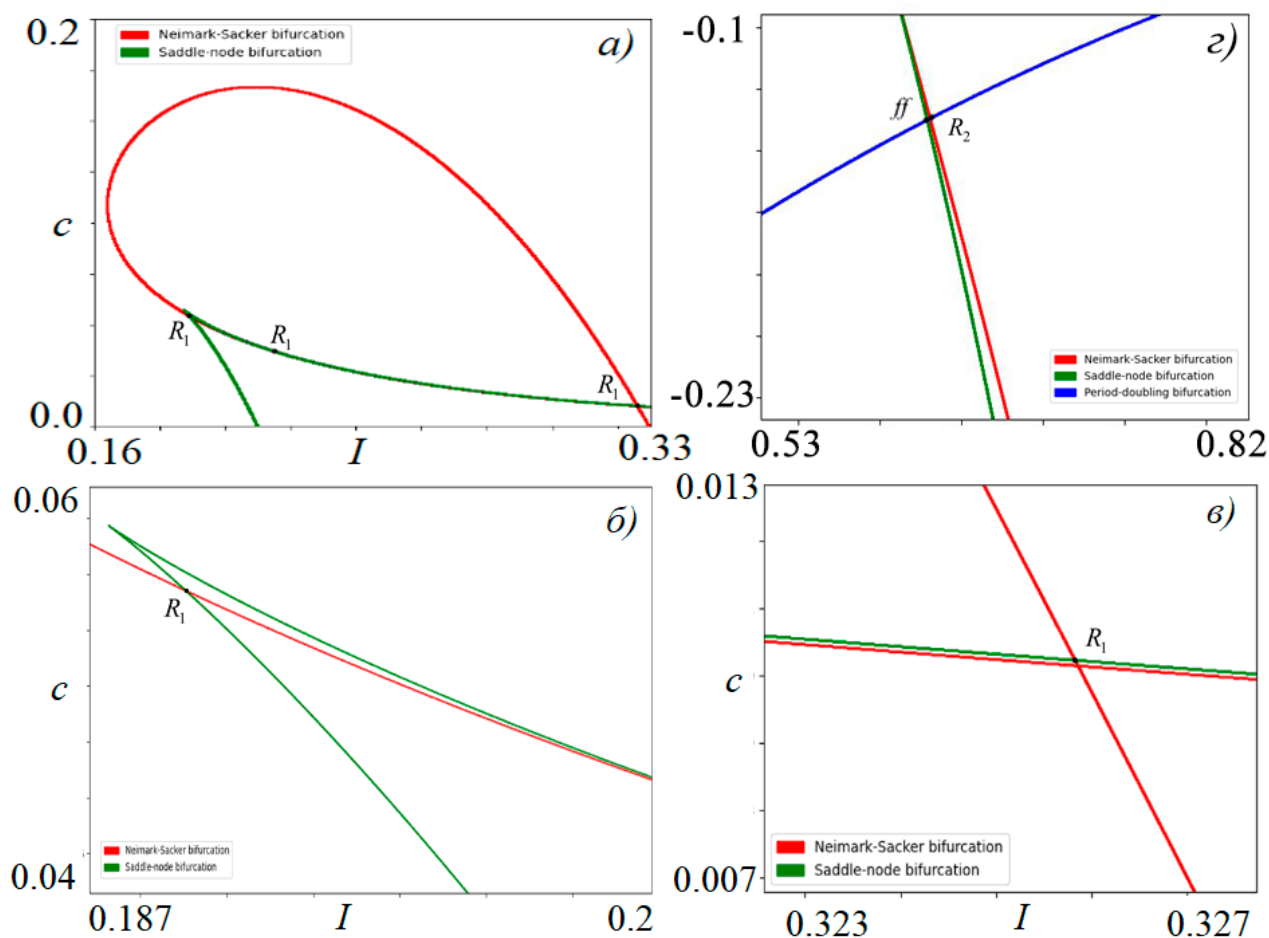 0.2
Neimark-Sacker bifurcation
Saddle-node bifurcation
а)
c
R1
R1
R1
0.0
0.16
I
0.33
-0.1
г)
ff
R2
-0.23
Neimark-Sacker bifurcation
Saddle-node bifurcation
Period-doubling bifurcation
0.53
0.82
0.06
б)
R1
c
Neimark-Sacker bifurcation
Saddle-node bifurcation
0.04
0.187
I
0.2
0.013
в)
R1
c
Neimark-Sacker bifurcation
Saddle-node bifurcation
0.007
0.323
I
0.327